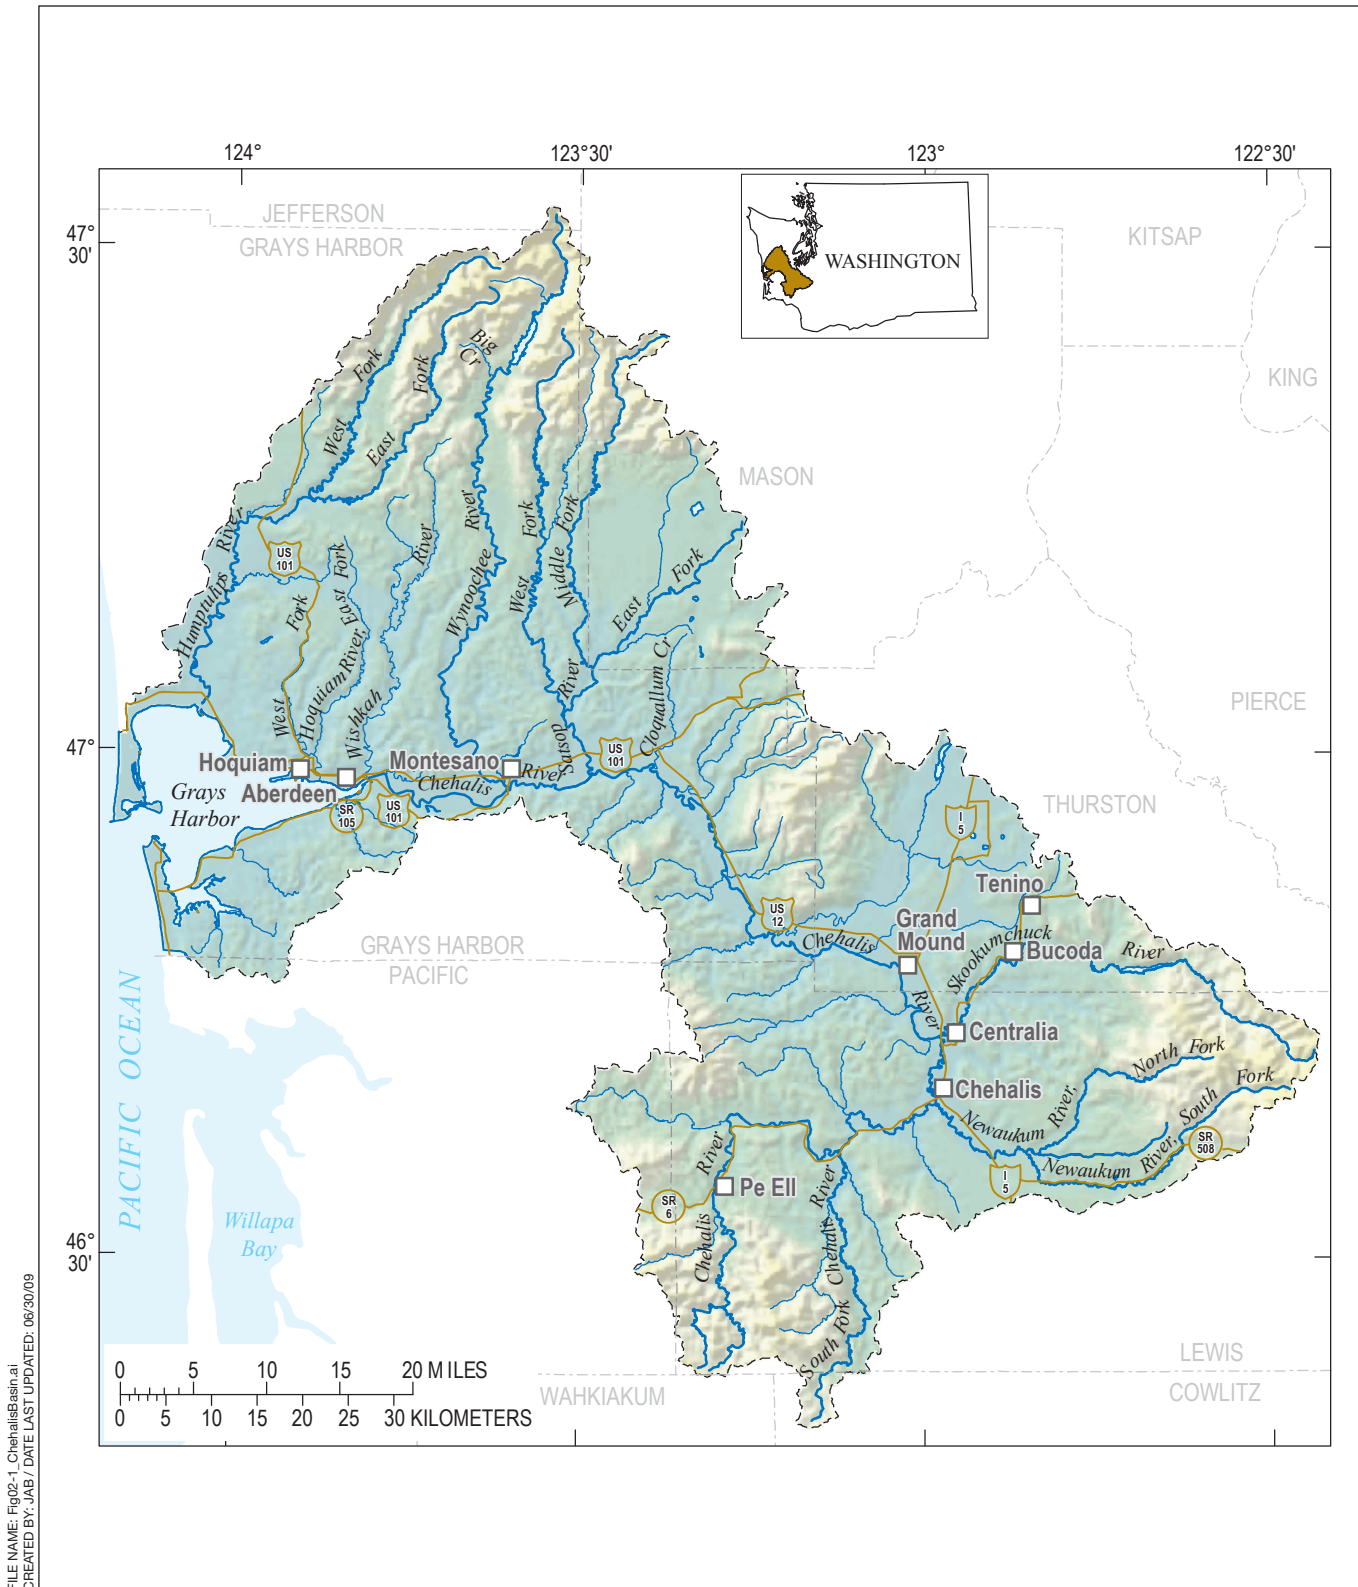 124°
123°30'
123°
122°30'
47°
30'
JEFFERSON
GRAYS HARBOR
KITSAP
WASHINGTON
KING
Big
Cr
West
Fork
East
Fork
MASON
Humptulips
River
US
101
West
Fork
Hoquiam River,
East Fork
Wishkah
River
Wynoochee
River
West
Fork
Middle
Fork
East
Fork
Satsop
River
Cloquallum Cr
PIERCE
47°
Hoquiam
Aberdeen
Montesano
US
101
Chehalis
River
Grays
Harbor
SR
105
US
101
I
5
THURSTON
Tenino
US
12
Grand
Mound
Chehalis
River
Skookumchuck
River
Bucoda
GRAYS HARBOR
PACIFIC
Centralia
Chehalis
Newaukum
River,
North Fork
Newaukum
River,
South
Fork
SR
508
I
5
PACIFIC OCEAN
Willapa
Bay
River
Chehalis
Pe Ell
SR
6
River
Chehalis
South Fork
46°
30'
0 5 10 15 20 MILES
0 5 10 15 20 25 30 KILOMETERS
WAHKIAKUM
LEWIS
COWLITZ
FILE NAME: Fig02-1_ChehalisBasin.ai
CREATED BY: JAB / DATE LAST UPDATED: 06/30/09